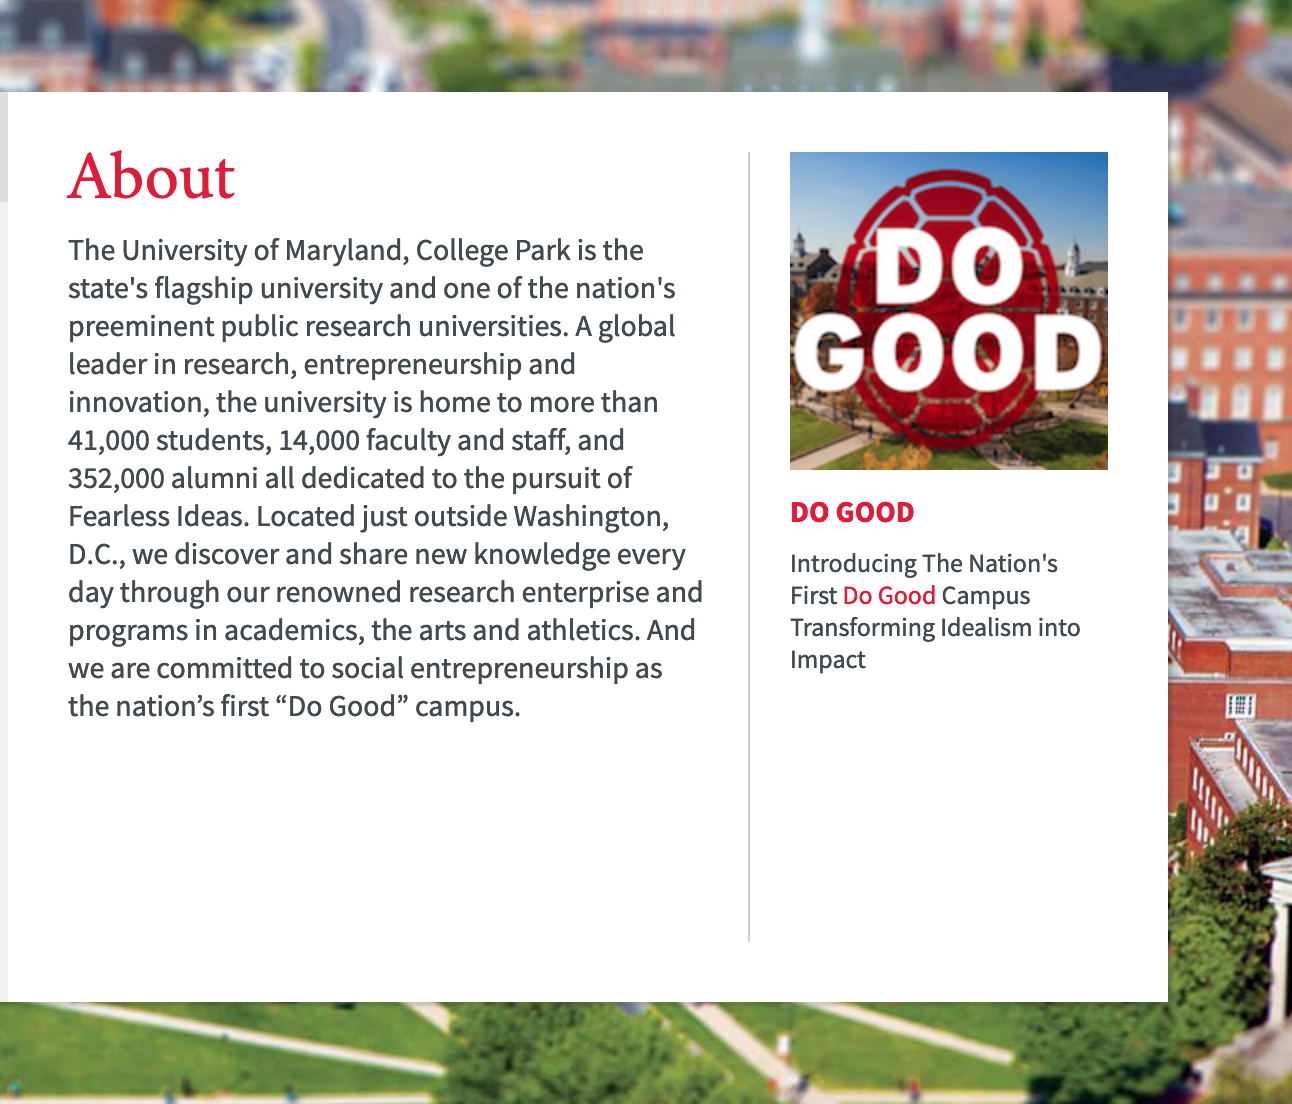 About
The University of Maryland, College Park is the
state's flagship university and one of the nation's
preeminent public research universities. A global
leader in research, entrepreneurship and
innovation, the university is home to more than
41,000 students, 14,000 faculty and staff, and
352,000 alumni all dedicated to the pursuit of
Fearless Ideas. Located just outside Washington,
D.C., we discover and share new knowledge every
day through our renowned research enterprise and
programs in academics, the arts and athletics. And
we are committed to social entrepreneurship as
the nation’s first “Do Good” campus.
DO
GOOD
DO GOOD
Introducing The Nation's
First Do Good Campus
Transforming Idealism into
Impact